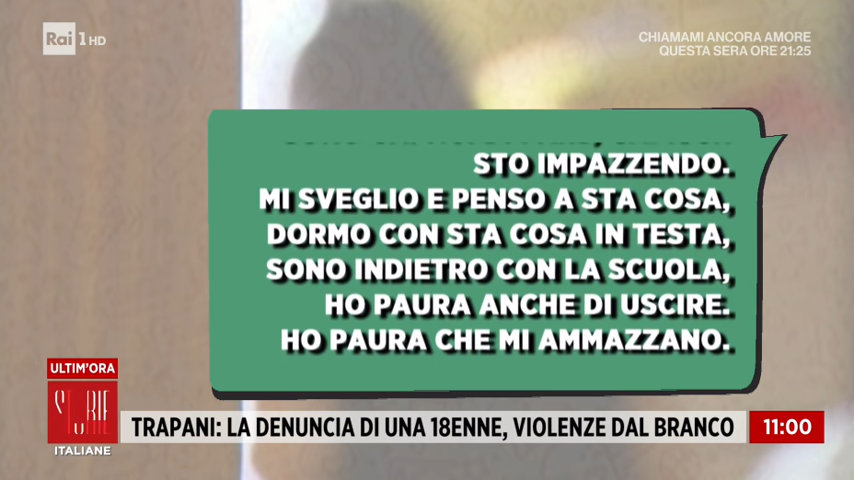 Rai 1 HD
CHIAMAMI ANCORA AMORE
QUESTA SERA ORE 21:25
STO IMPAZZENDO.
MI SVEGLIO E PENSO A STA COSA,
DORMO CON STA COSA IN TESTA,
SONO INDIETRO CON LA SCUOLA,
HO PAURA ANCHE DI USCIRE.
HO PAURA CHE MI AMMAZZANO.
ULTIM'ORA
STORIE
ITALIANE
TRAPANI: LA DENUNCIA DI UNA 18ENNE, VIOLENZE DAL BRANCO
11:00